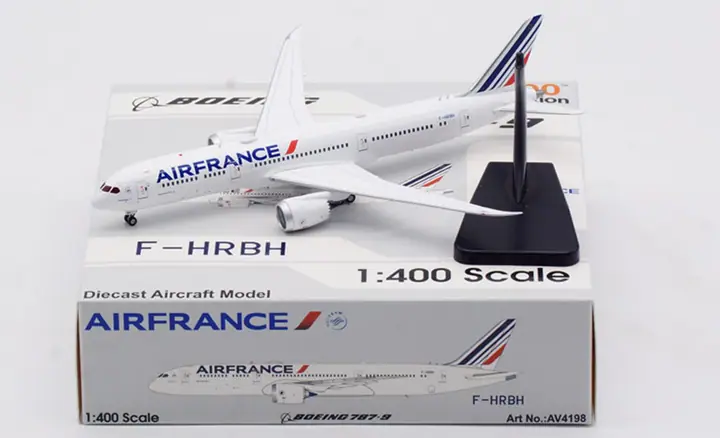 BOEING
AIRFRANCE
F-HRBH
1:400 Scale
Diecast Aircraft Model
AIRFRANCE
AIRFRANCE
F-HRBH
1:400 Scale
BOEING 787-9
Art No.:AV4198